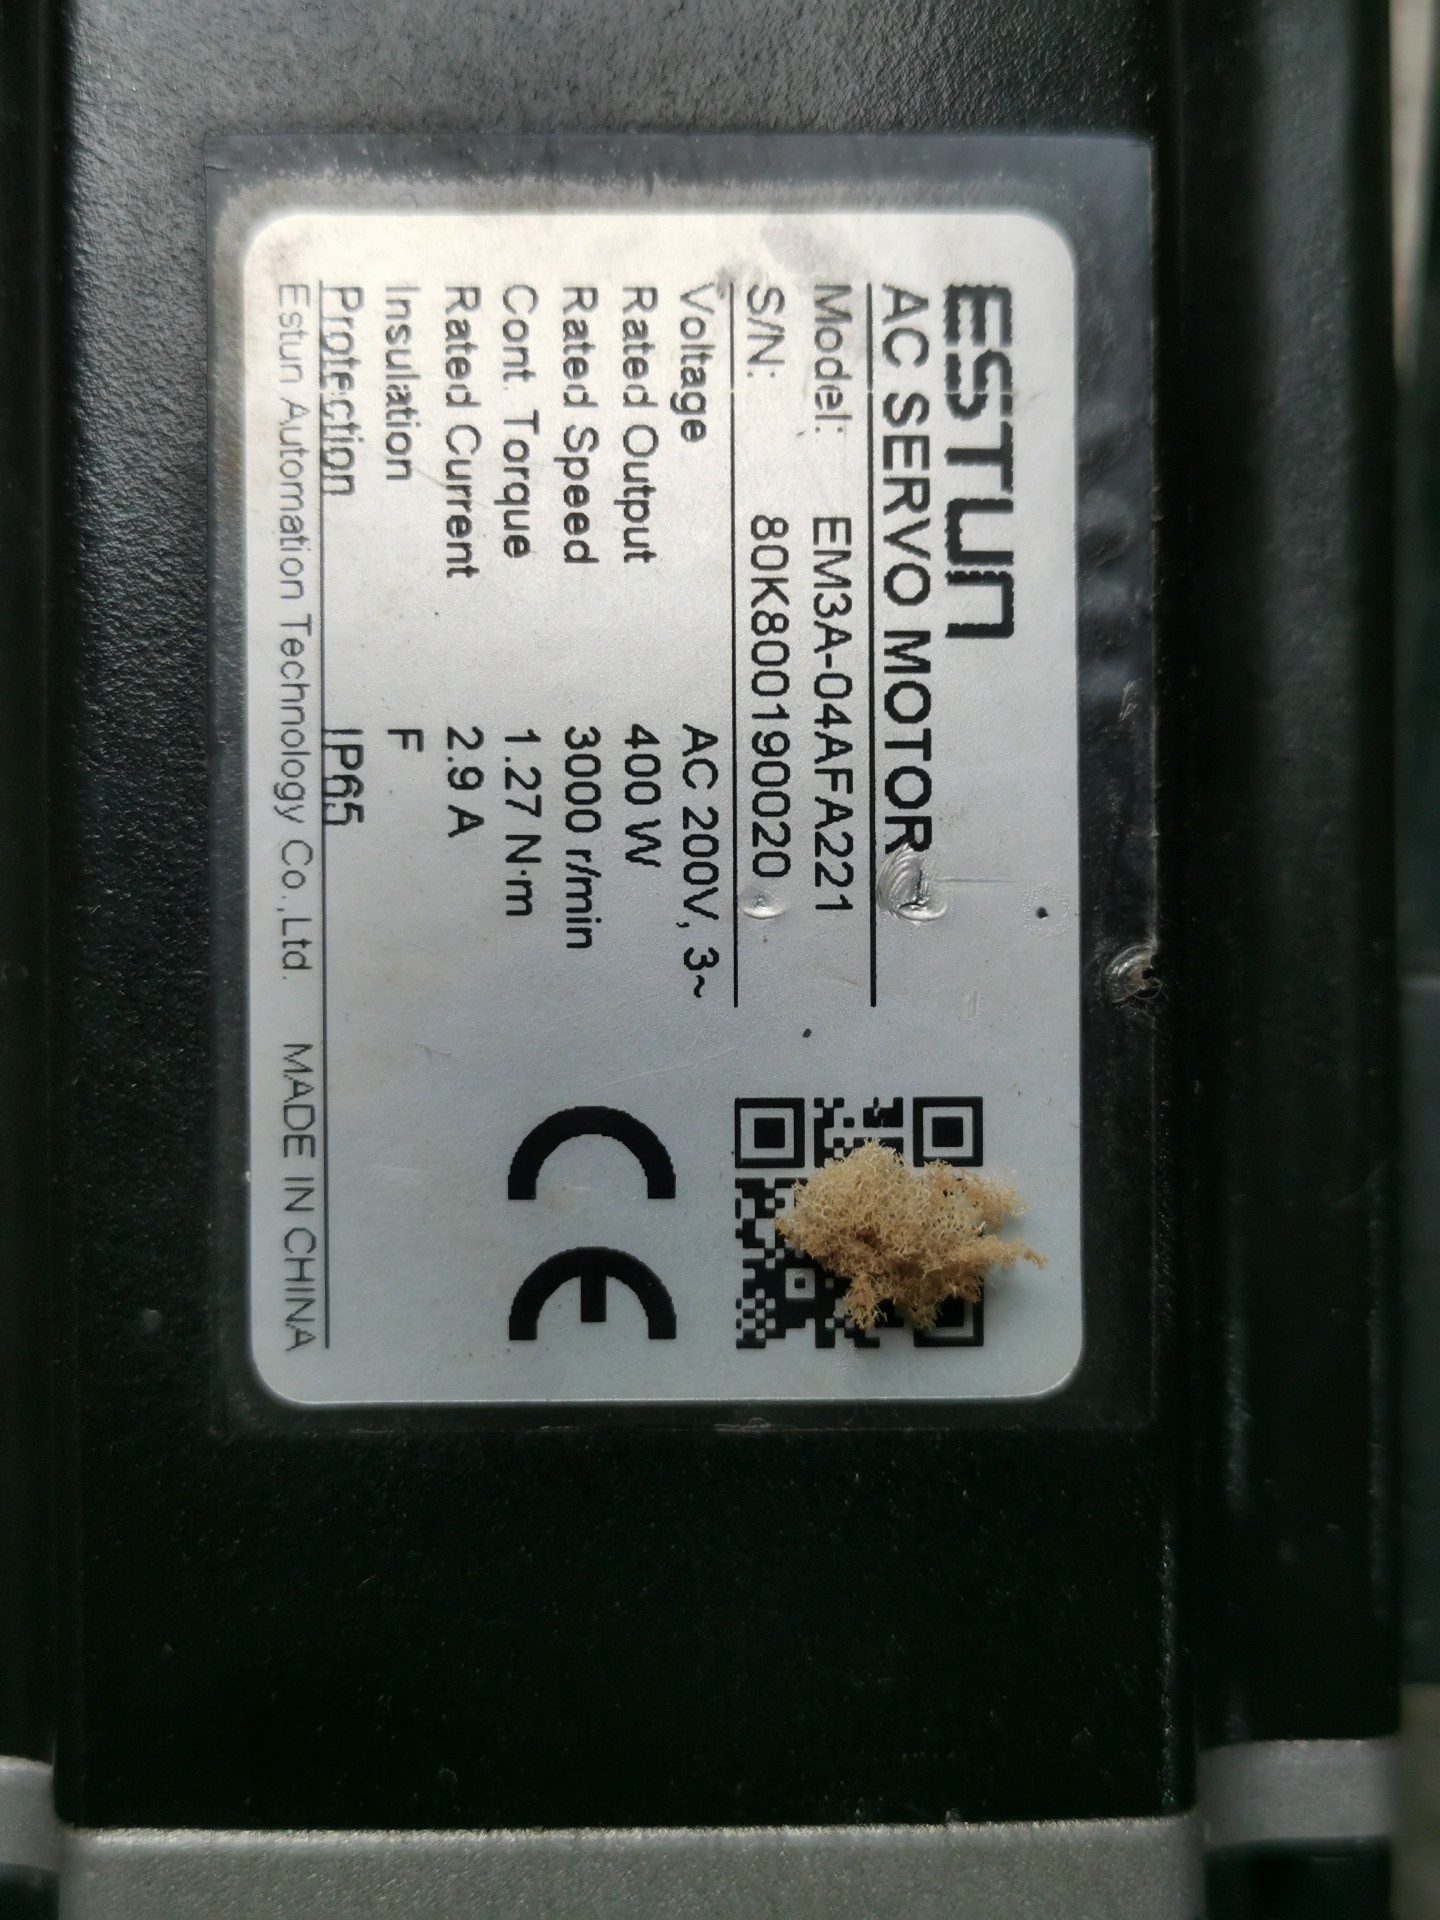 ESTUN
AC SERVO MOTOR
Model: EM3A-04AFA221
S/N: 80K8001900020
Voltage AC 200V, 3~
Rated Output 400 W
Rated Speed 3000 r/min
Cont. Torque 1.27 N·m
Rated Current 2.9 A
Insulation F
Protection IP65
Estun Automation Technology Co.,Ltd. MADE IN CHINA
CE